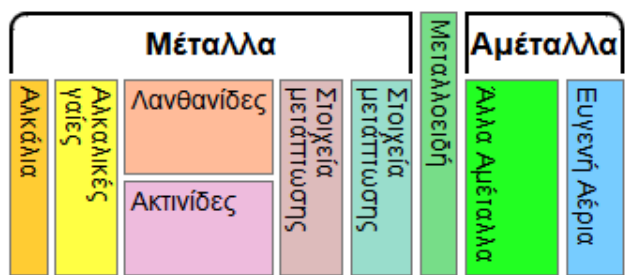 Μέταλλα
Αμέταλλα
Αλκάλια
Αλκαλικές
γαίες
Λανθανίδες
Ακτινίδες
Στοιχεία
μετάπτωσης
Στοιχεία
μετάπτωσης
Μεταλλοειδή
Άλλα Αμέταλλα
Ευγενή Αέρια